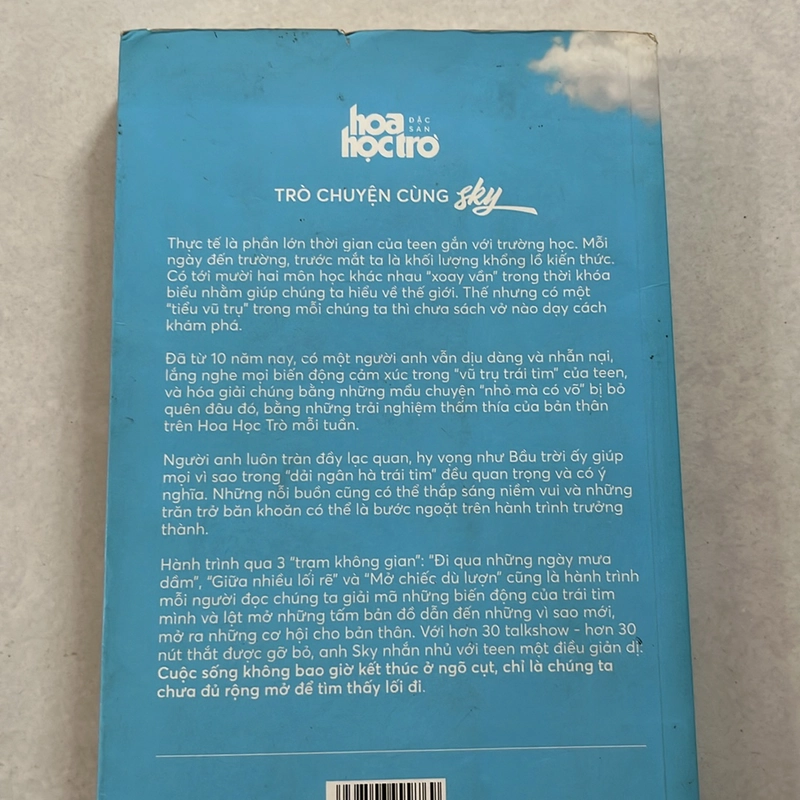 hoa
học trò
ĐẶC
SAN
TRÒ CHUYỆN CÙNG sky
Thực tế là phần lớn thời gian của teen gắn với trường học. Mỗi
ngày đến trường, trước mắt ta là khối lượng khổng lồ kiến thức.
Có tới mười hai môn học khác nhau “xoay vần” trong thời khóa
biểu nhằm giúp chúng ta hiểu về thế giới. Thế nhưng có một
“tiểu vũ trụ” trong mỗi chúng ta thì chưa sách vở nào dạy cách
khám phá.
Đã từ 10 năm nay, có một người anh vẫn dịu dàng và nhẫn nại,
lắng nghe mọi biến động cảm xúc trong “vũ trụ trái tim” của teen,
và hóa giải chúng bằng những mẩu chuyện “nhỏ mà có võ” bị bỏ
quên đâu đó, bằng những trải nghiệm thấm thía của bản thân
trên Hoa Học Trò mỗi tuần.
Người anh luôn tràn đầy lạc quan, hy vọng như Bầu trời ấy giúp
mọi vì sao trong “dải ngân hà trái tim” đều quan trọng và có ý
nghĩa. Những nỗi buồn cũng có thể thắp sáng niềm vui và những
trăn trở băn khoăn có thể là bước ngoặt trên hành trình trưởng
thành.
Hành trình qua 3 “trạm không gian”: “Đi qua những ngày mưa
dầm”, “Giữa nhiều lối rẽ” và “Mở chiếc dù lượn” cũng là hành trình
mỗi người đọc chúng ta giải mã những biến động của trái tim
mình và lật mở những tấm bản đồ dẫn đến những vì sao mới,
mở ra những cơ hội cho bản thân. Với hơn 30 talkshow - hơn 30
nút thắt được gỡ bỏ, anh Sky nhắn nhủ với teen một điều giản dị:
Cuộc sống không bao giờ kết thúc ở ngõ cụt, chỉ là chúng ta
chưa đủ rộng mở để tìm thấy lối đi.